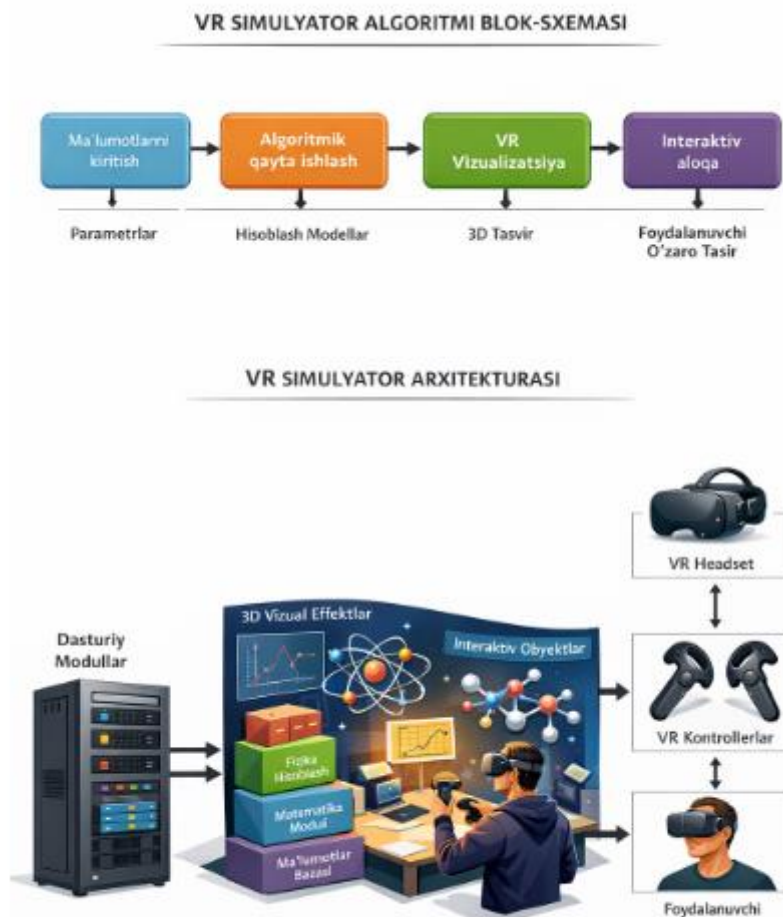 VR SIMULYATOR ALGORITMI BLOK-SXEMASI
Ma'lumotlarni
kiritish
Algoritmik
qayta ishlash
VR
Vizualizatsiya
Interaktiv
aloqa
Parametrlar
Hisoblash Modellar
3D Tasvir
Foydalanuvchi
O'zaro Tasir
VR SIMULYATOR ARXITEKTURASI
VR Headset
Dasturiy
Modullar
3D Vizual Effektlar
Interaktiv Obyektlar
Fizika
Hisoblash
Matematika
Modul
Ma'lumotlar
Bazasi
VR Kontrollerlar
Foydalanuvchi